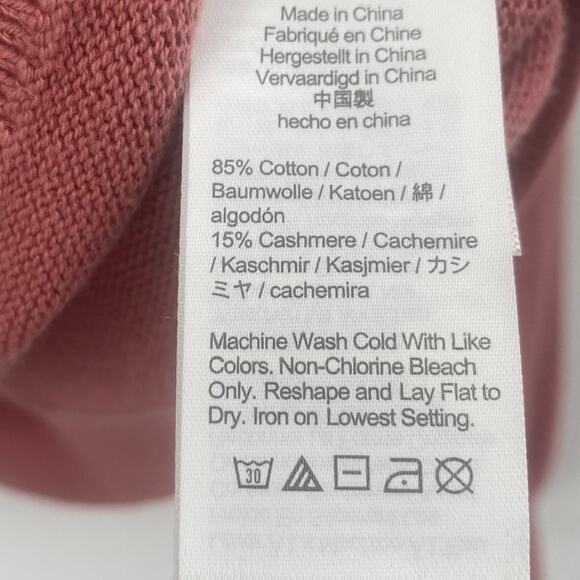 Made in China
Fabriqué en Chine
Hergestellt in China
Vervaardigd in China
中国製
hecho en china
85% Cotton / Coton /
Baumwolle / Katoen / 綿 /
algodón
15% Cashmere / Cachemire
/ Kaschmir / Kasjmier / カシ
ミヤ / cachemira
Machine Wash Cold With Like
Colors. Non-Chlorine Bleach
Only. Reshape and Lay Flat to
Dry. Iron on Lowest Setting.
30